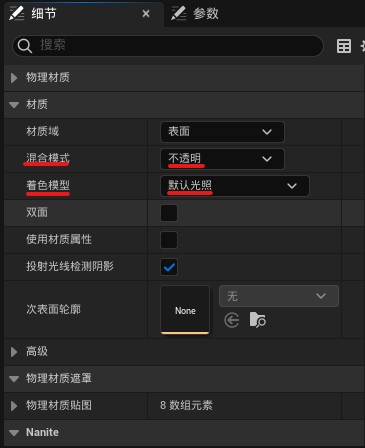 细节 × 参数
搜索
物理材质
材质
材质域 表面
混合模式 不透明
着色模型 默认光照
双面
使用材质属性
投射光线检测阴影
次表面轮廓 None 无
高级
物理材质遮罩
物理材质贴图 8 数组元素
Nanite